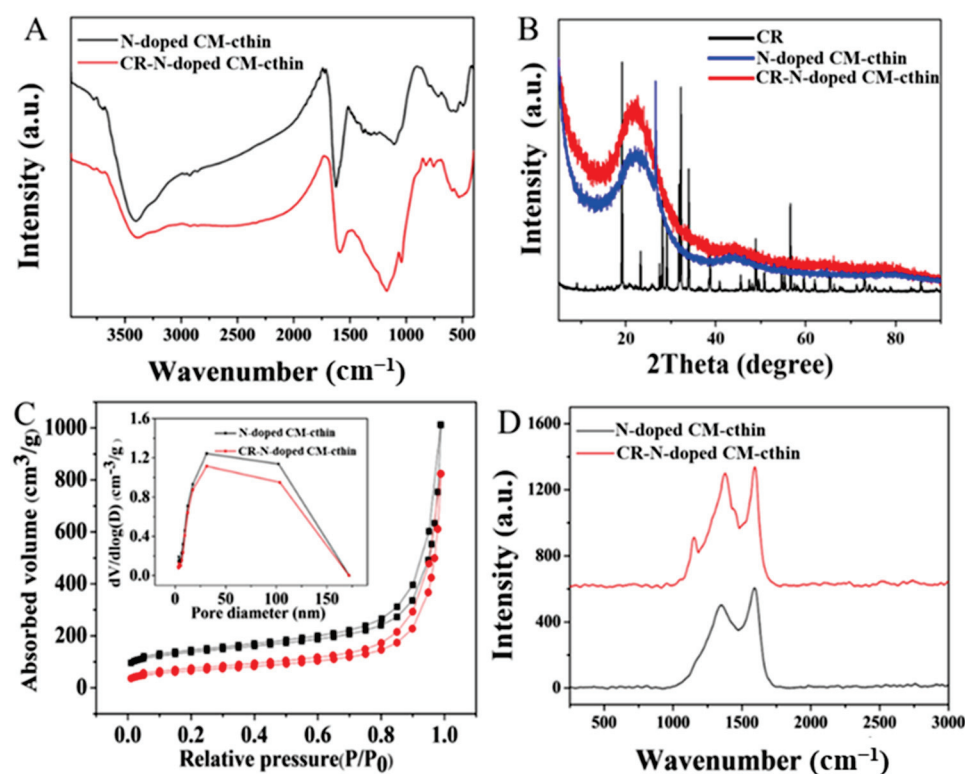 A
N-doped CM-cthin
CR-N-doped CM-cthin
Intensity (a.u.)
3500 3000 2500 2000 1500 1000 500
Wavenumber (cm−1)
B
CR
N-doped CM-cthin
CR-N-doped CM-cthin
Intensity (a.u.)
20 40 60 80
2Theta (degree)
C
Absorbed volume (cm3/g)
1000
800
600
400
200
0
0.0 0.2 0.4 0.6 0.8 1.0
Relative pressure(P/P0)
N-doped CM-cthin
CR-N-doped CM-cthin
dV/dlog(D) (cm-3/g)
1.6
1.2
0.8
0.4
0.0
0 50 100 150 200
Pore diameter (nm)
D
N-doped CM-cthin
CR-N-doped CM-cthin
Intensity (a.u.)
1600
1200
800
400
0
500 1000 1500 2000 2500 3000
Wavenumber (cm−1)